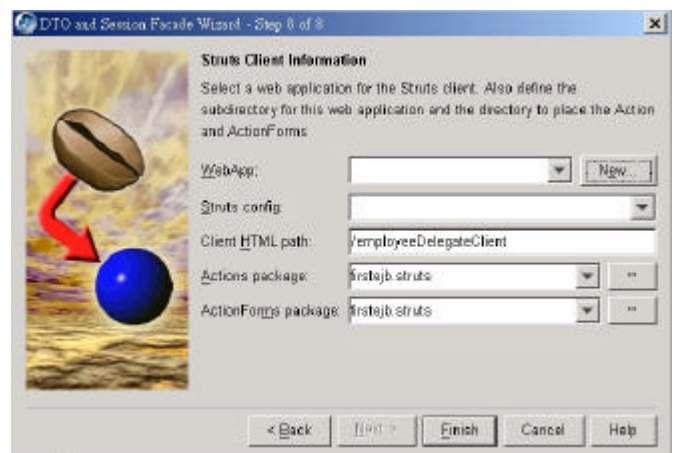 DTO and Session Facade Wizard - Step 8 of 8
Struts Client Information
Select a web application for the Struts client. Also define the
subdirectory for this web application and the directory to place the Action
and ActionForms
WebApp:
New...
Struts config:
Client HTML path:
/employeeDelegateClient
Actions package:
firstejb.struts
...
ActionForms package:
firstejb.struts
...
< Back
Next >
Finish
Cancel
Help